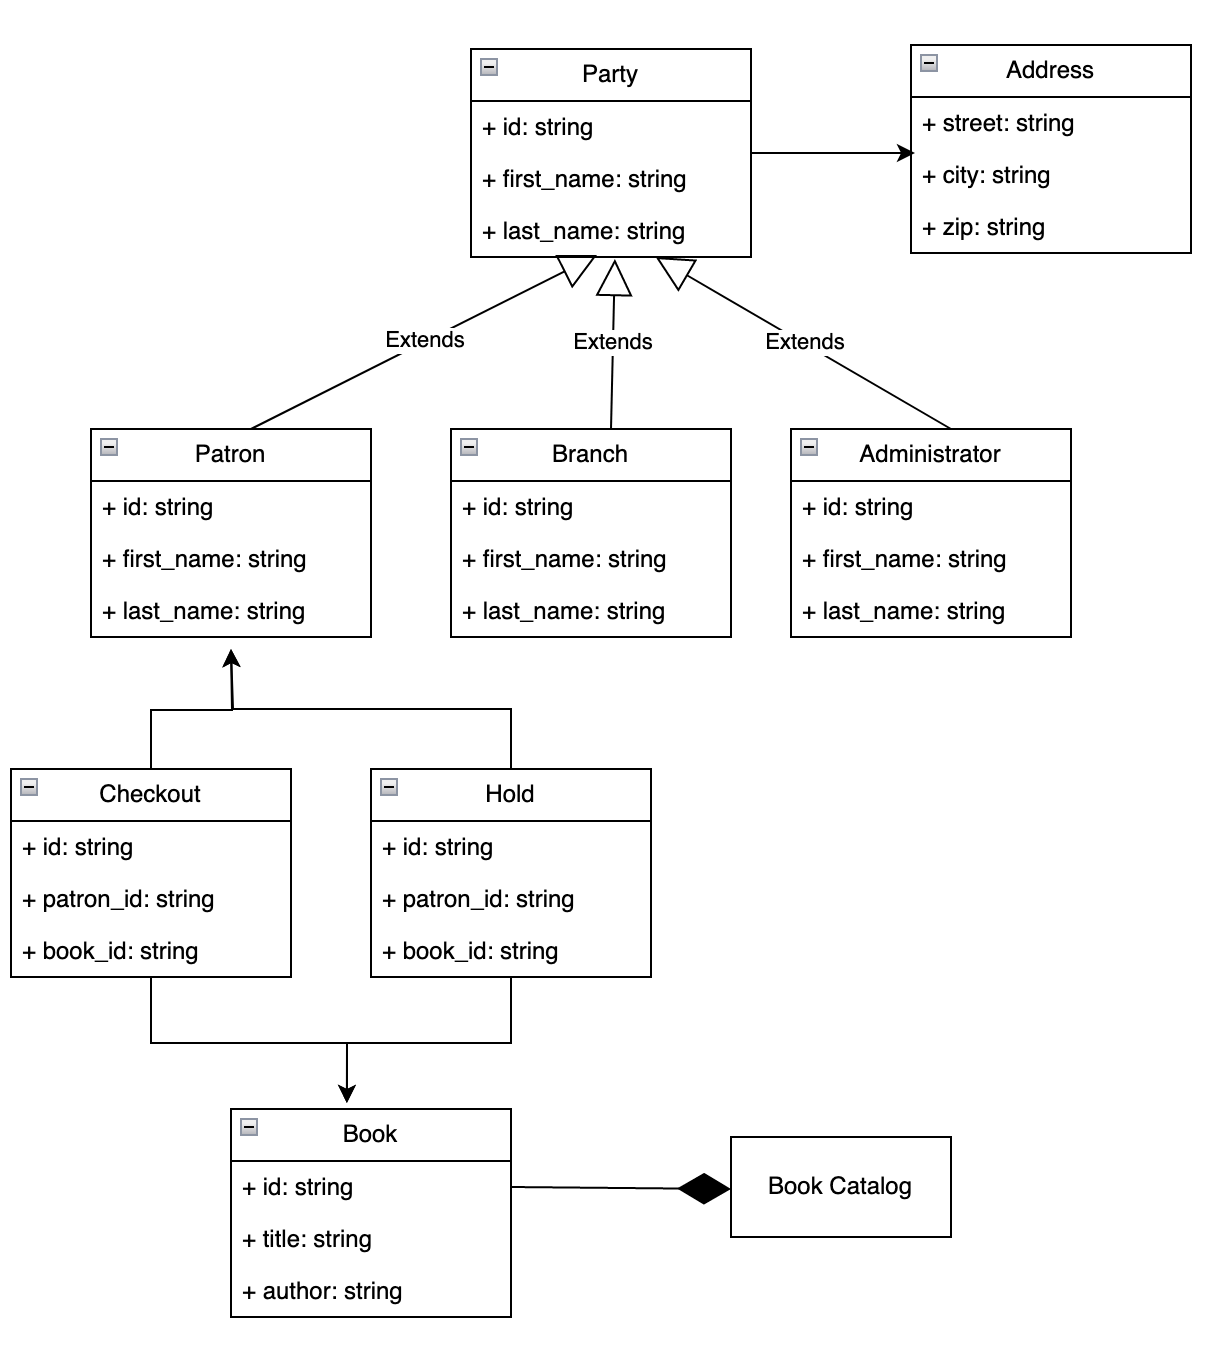 Party
+ id: string
+ first_name: string
+ last_name: string
Address
+ street: string
+ city: string
+ zip: string
Extends
Extends
Extends
Patron
+ id: string
+ first_name: string
+ last_name: string
Branch
+ id: string
+ first_name: string
+ last_name: string
Administrator
+ id: string
+ first_name: string
+ last_name: string
Checkout
+ id: string
+ patron_id: string
+ book_id: string
Hold
+ id: string
+ patron_id: string
+ book_id: string
Book
+ id: string
+ title: string
+ author: string
Book Catalog